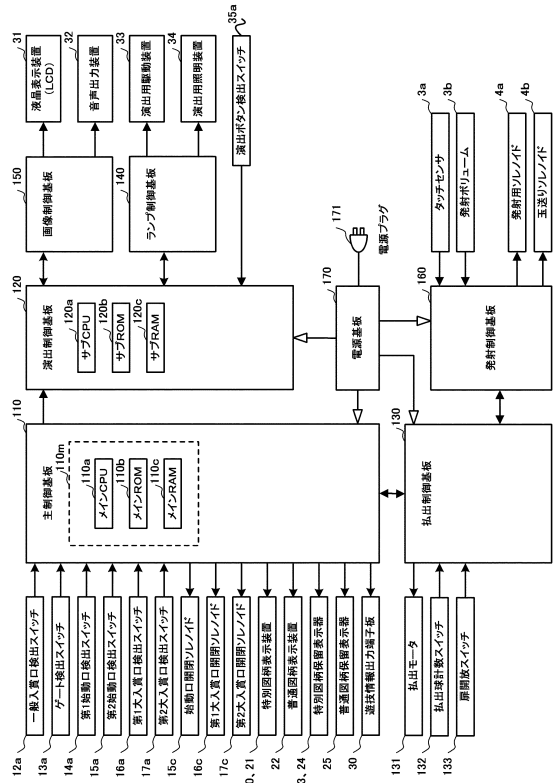 12a 一般入賞口検出スイッチ
13a ゲート検出スイッチ
14a 第1始動口検出スイッチ
15a 第2始動口検出スイッチ
16a 第1大入賞口検出スイッチ
17a 第2大入賞口検出スイッチ
15c 始動口開閉ソレノイド
16c 第1大入賞口開閉ソレノイド
17c 第2大入賞口開閉ソレノイド
0、21 特別図柄表示装置
22 普通図柄表示装置
3、24 特別図柄保留表示器
25 普通図柄保留表示器
30 遊技情報出力端子板
131 払出モータ
132 払出球計数スイッチ
133 扉開放スイッチ
110
主制御基板
110m
110a
メインCPU
110b
メインROM
110c
メインRAM
130
払出制御基板
120
演出制御基板
120a
サブCPU
120b
サブROM
120c
サブRAM
170
電源基板
171
電源プラグ
160
発射制御基板
150
画像制御基板
140
ランプ制御基板
31
液晶表示装置
(LCD)
32
音声出力装置
33
演出用駆動装置
34
演出用照明装置
35a
演出ボタン検出スイッチ
3a
タッチセンサ
3b
発射ボリューム
4a
発射用ソレノイド
4b
玉送りソレノイド